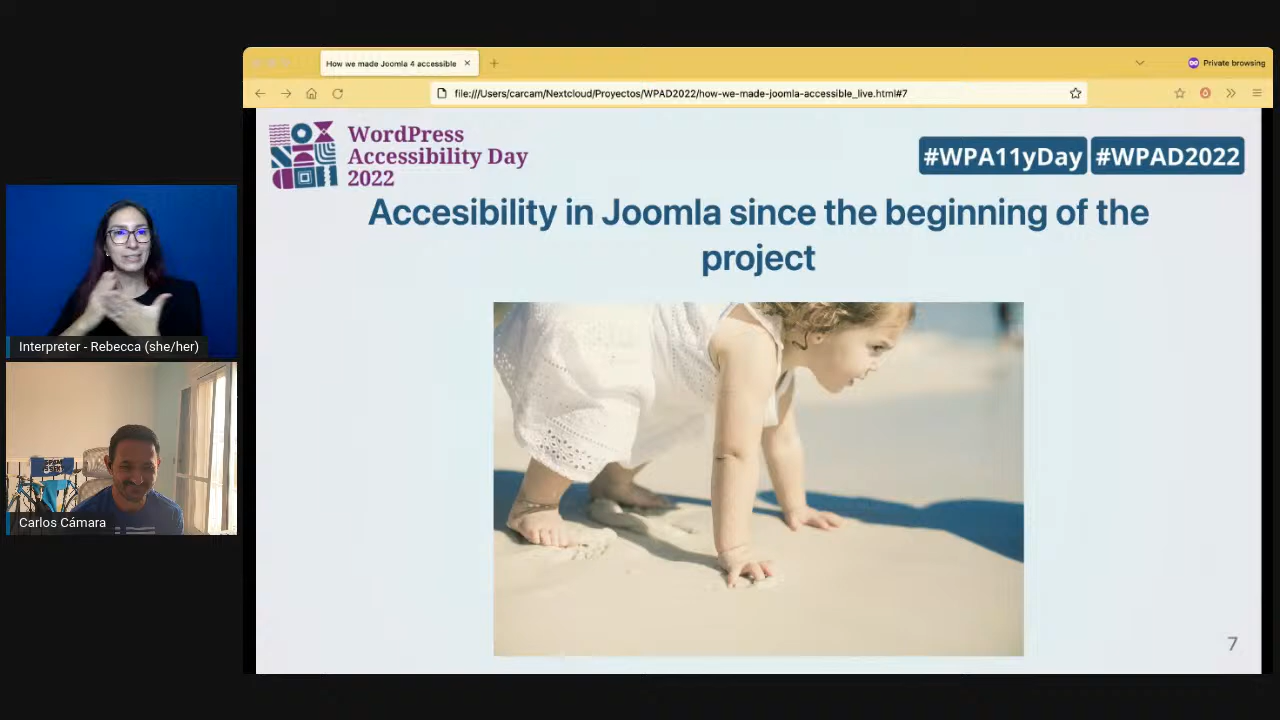 How we made Joomla 4 accessible
Private browsing
file:///Users/carcam/Nextcloud/Proyectos/WPAD2022/how-we-made-joomla-accessible_live.html#7
WordPress
Accessibility Day
2022
#WPA11yDay #WPAD2022
Accesibility in Joomla since the beginning of the
project
Interpreter - Rebecca (she/her)
Carlos Cámara
7